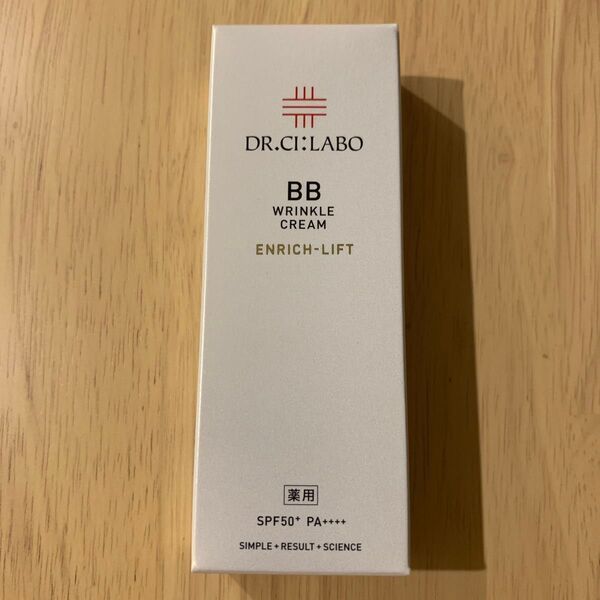 DR.CI:LABO
BB
WRINKLE
CREAM
ENRICH-LIFT
薬用
SPF50+ PA++++
SIMPLE+RESULT+SCIENCE